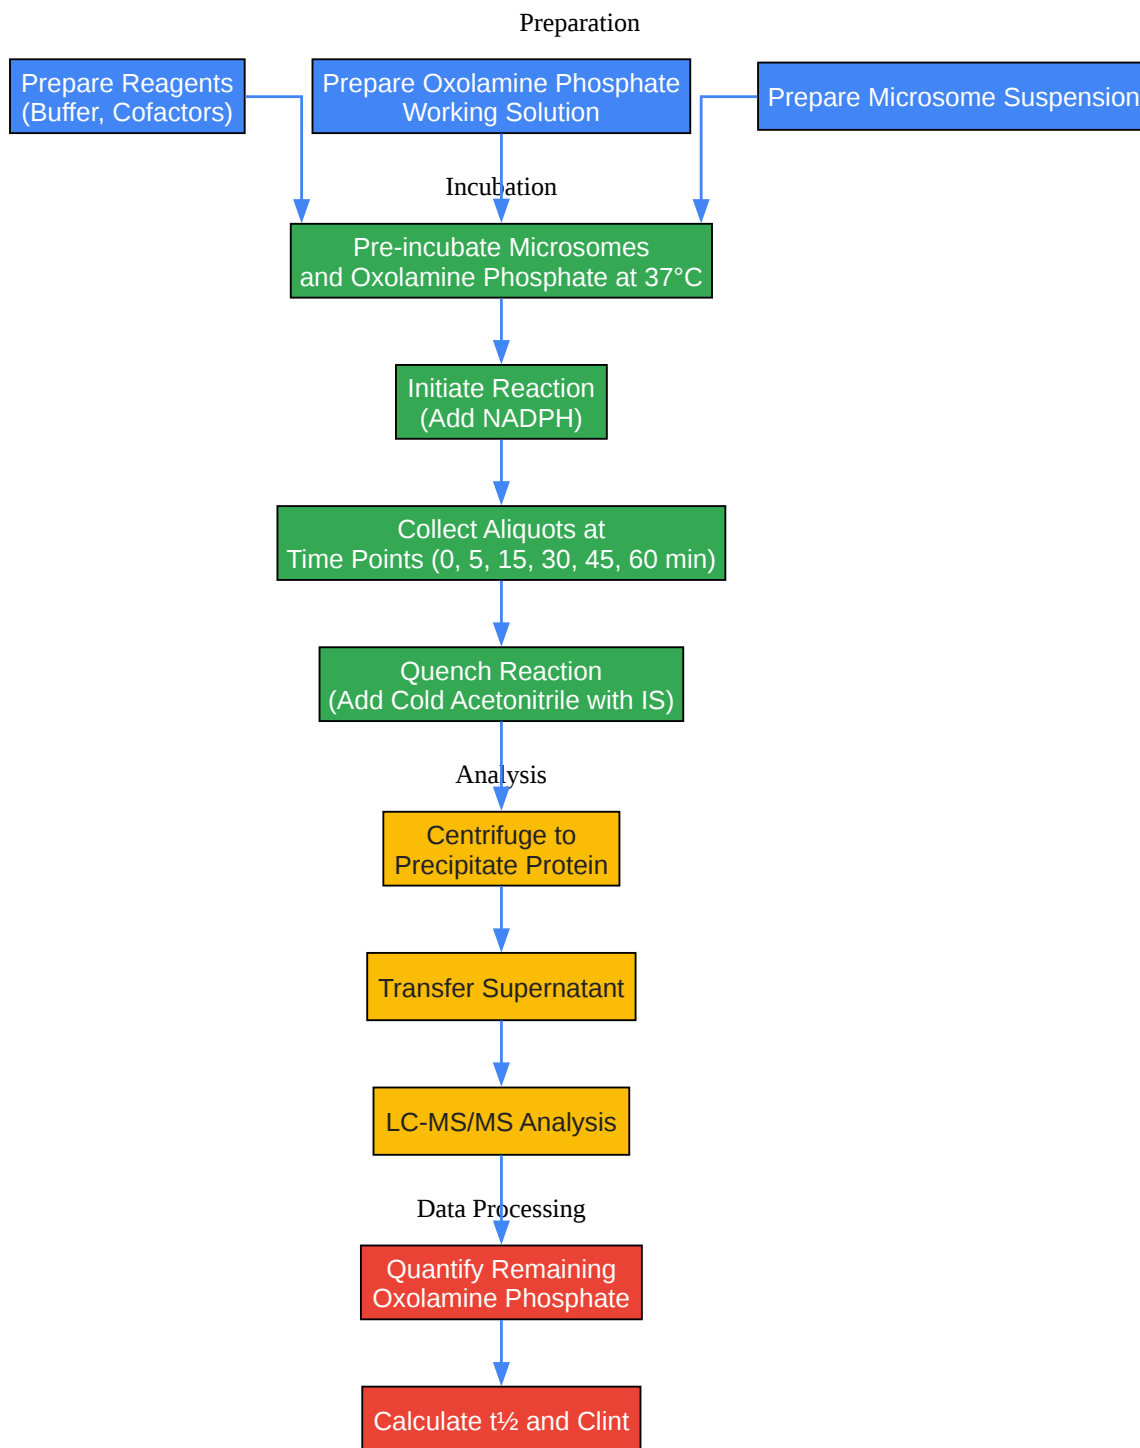 Preparation
Prepare Reagents
(Buffer, Cofactors)
Prepare Oxolamine Phosphate
Working Solution
Prepare Microsome Suspension
Incubation
Pre-incubate Microsomes
and Oxolamine Phosphate at 37°C
Initiate Reaction
(Add NADPH)
Collect Aliquots at
Time Points (0, 5, 15, 30, 45, 60 min)
Quench Reaction
(Add Cold Acetonitrile with IS)
Analysis
Centrifuge to
Precipitate Protein
Transfer Supernatant
LC-MS/MS Analysis
Data Processing
Quantify Remaining
Oxolamine Phosphate
Calculate t½ and Clint